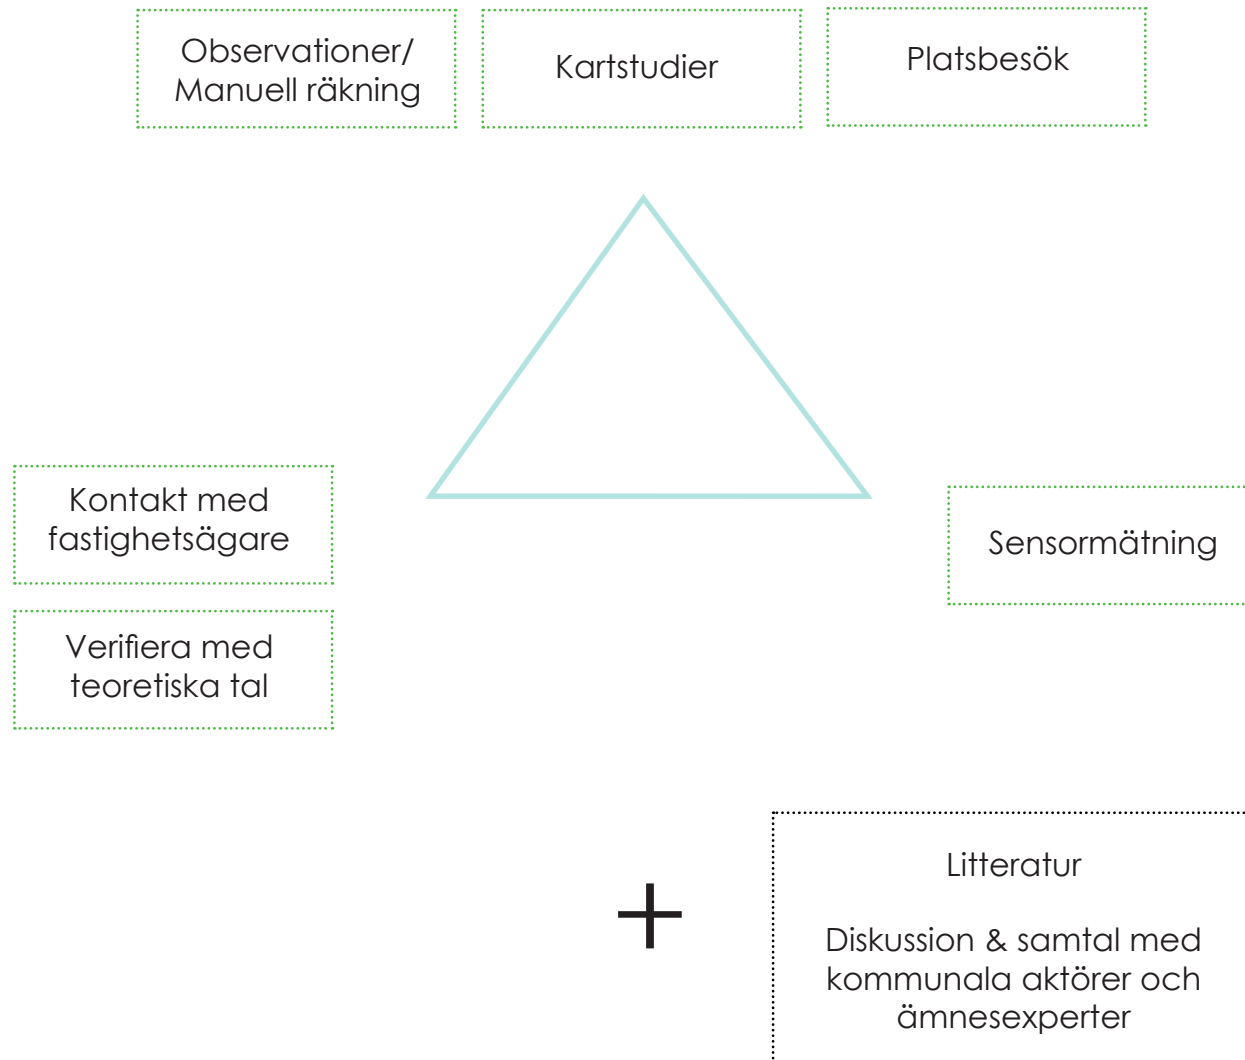 Observationer/
Manuell räkning
Kartstudier
Platsbesök
Kontakt med
fastighetsägare
Sensormätning
Verifiera med
teoretiska tal
+
Litteratur
Diskussion & samtal med
kommunala aktörer och
ämnesexperter